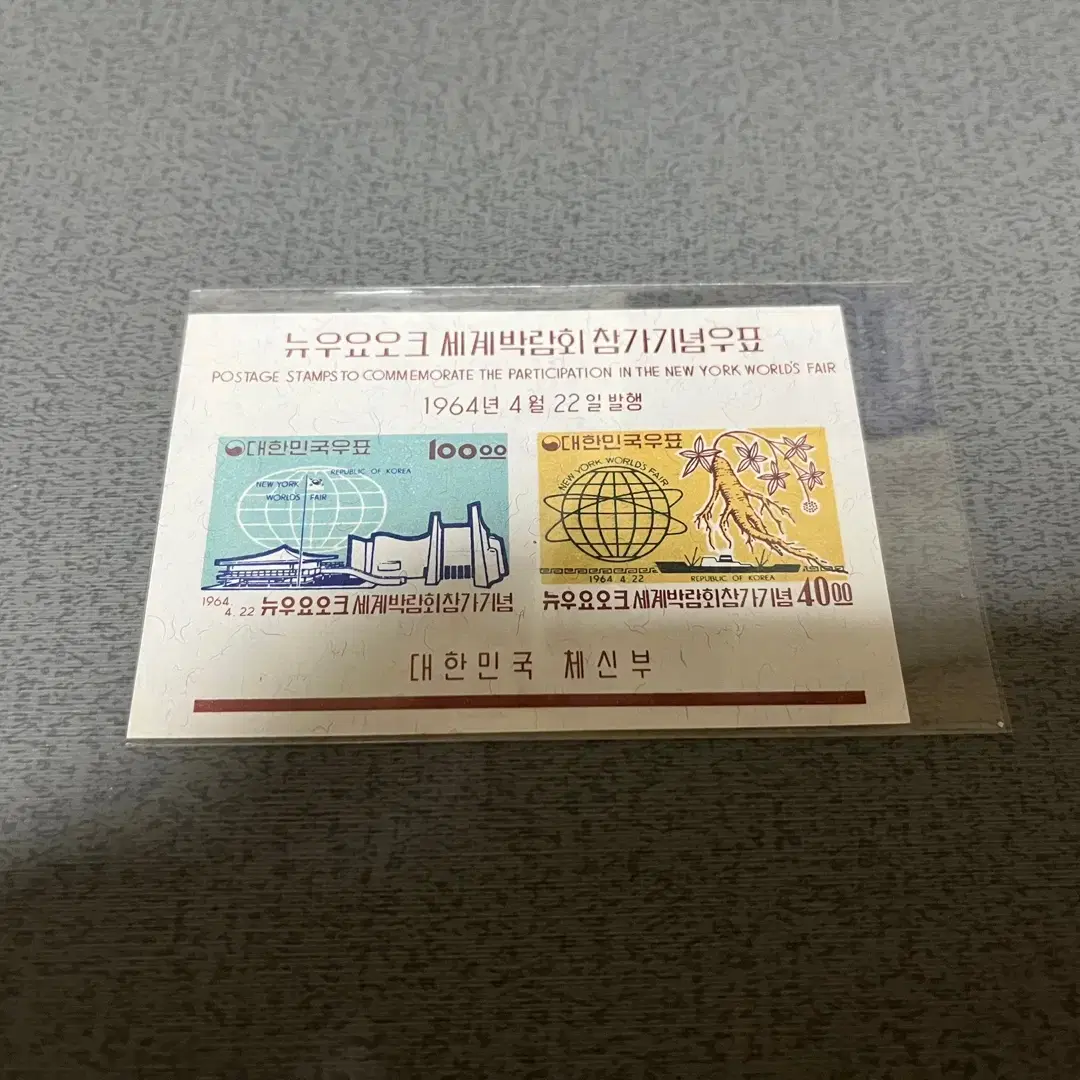 뉴우요오크 세계박람회 참가기념우표
POSTAGE STAMPS TO COMMEMORATE THE PARTICIPATION IN THE NEW YORK WORLD'S FAIR
1964년 4월 22일 발행
대한민국우표 100.00
REPUBLIC OF KOREA
NEW YORK
WORLD'S FAIR
1964.
4.22 뉴우요오크 세계박람회참가기념
대한민국우표
NEW YORK WORLD'S FAIR
1964.4.22 REPUBLIC OF KOREA
뉴우요오크 세계박람회참가기념 40.00
대한민국 체신부